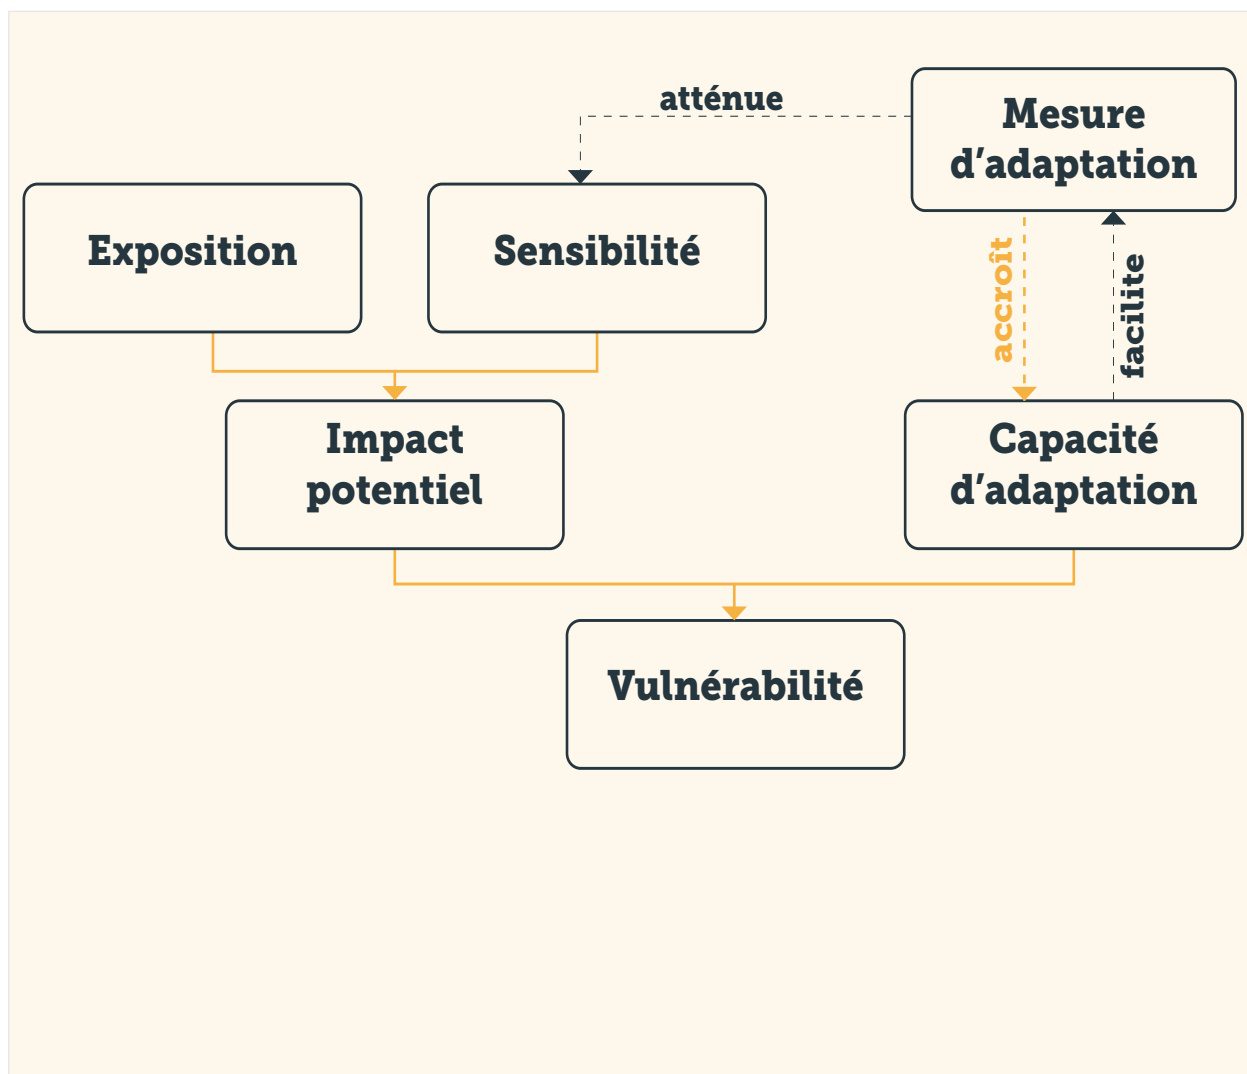 atténue
Mesure
d’adaptation
Exposition
Sensibilité
accroît
facilite
Impact
potentiel
Capacité
d’adaptation
Vulnérabilité